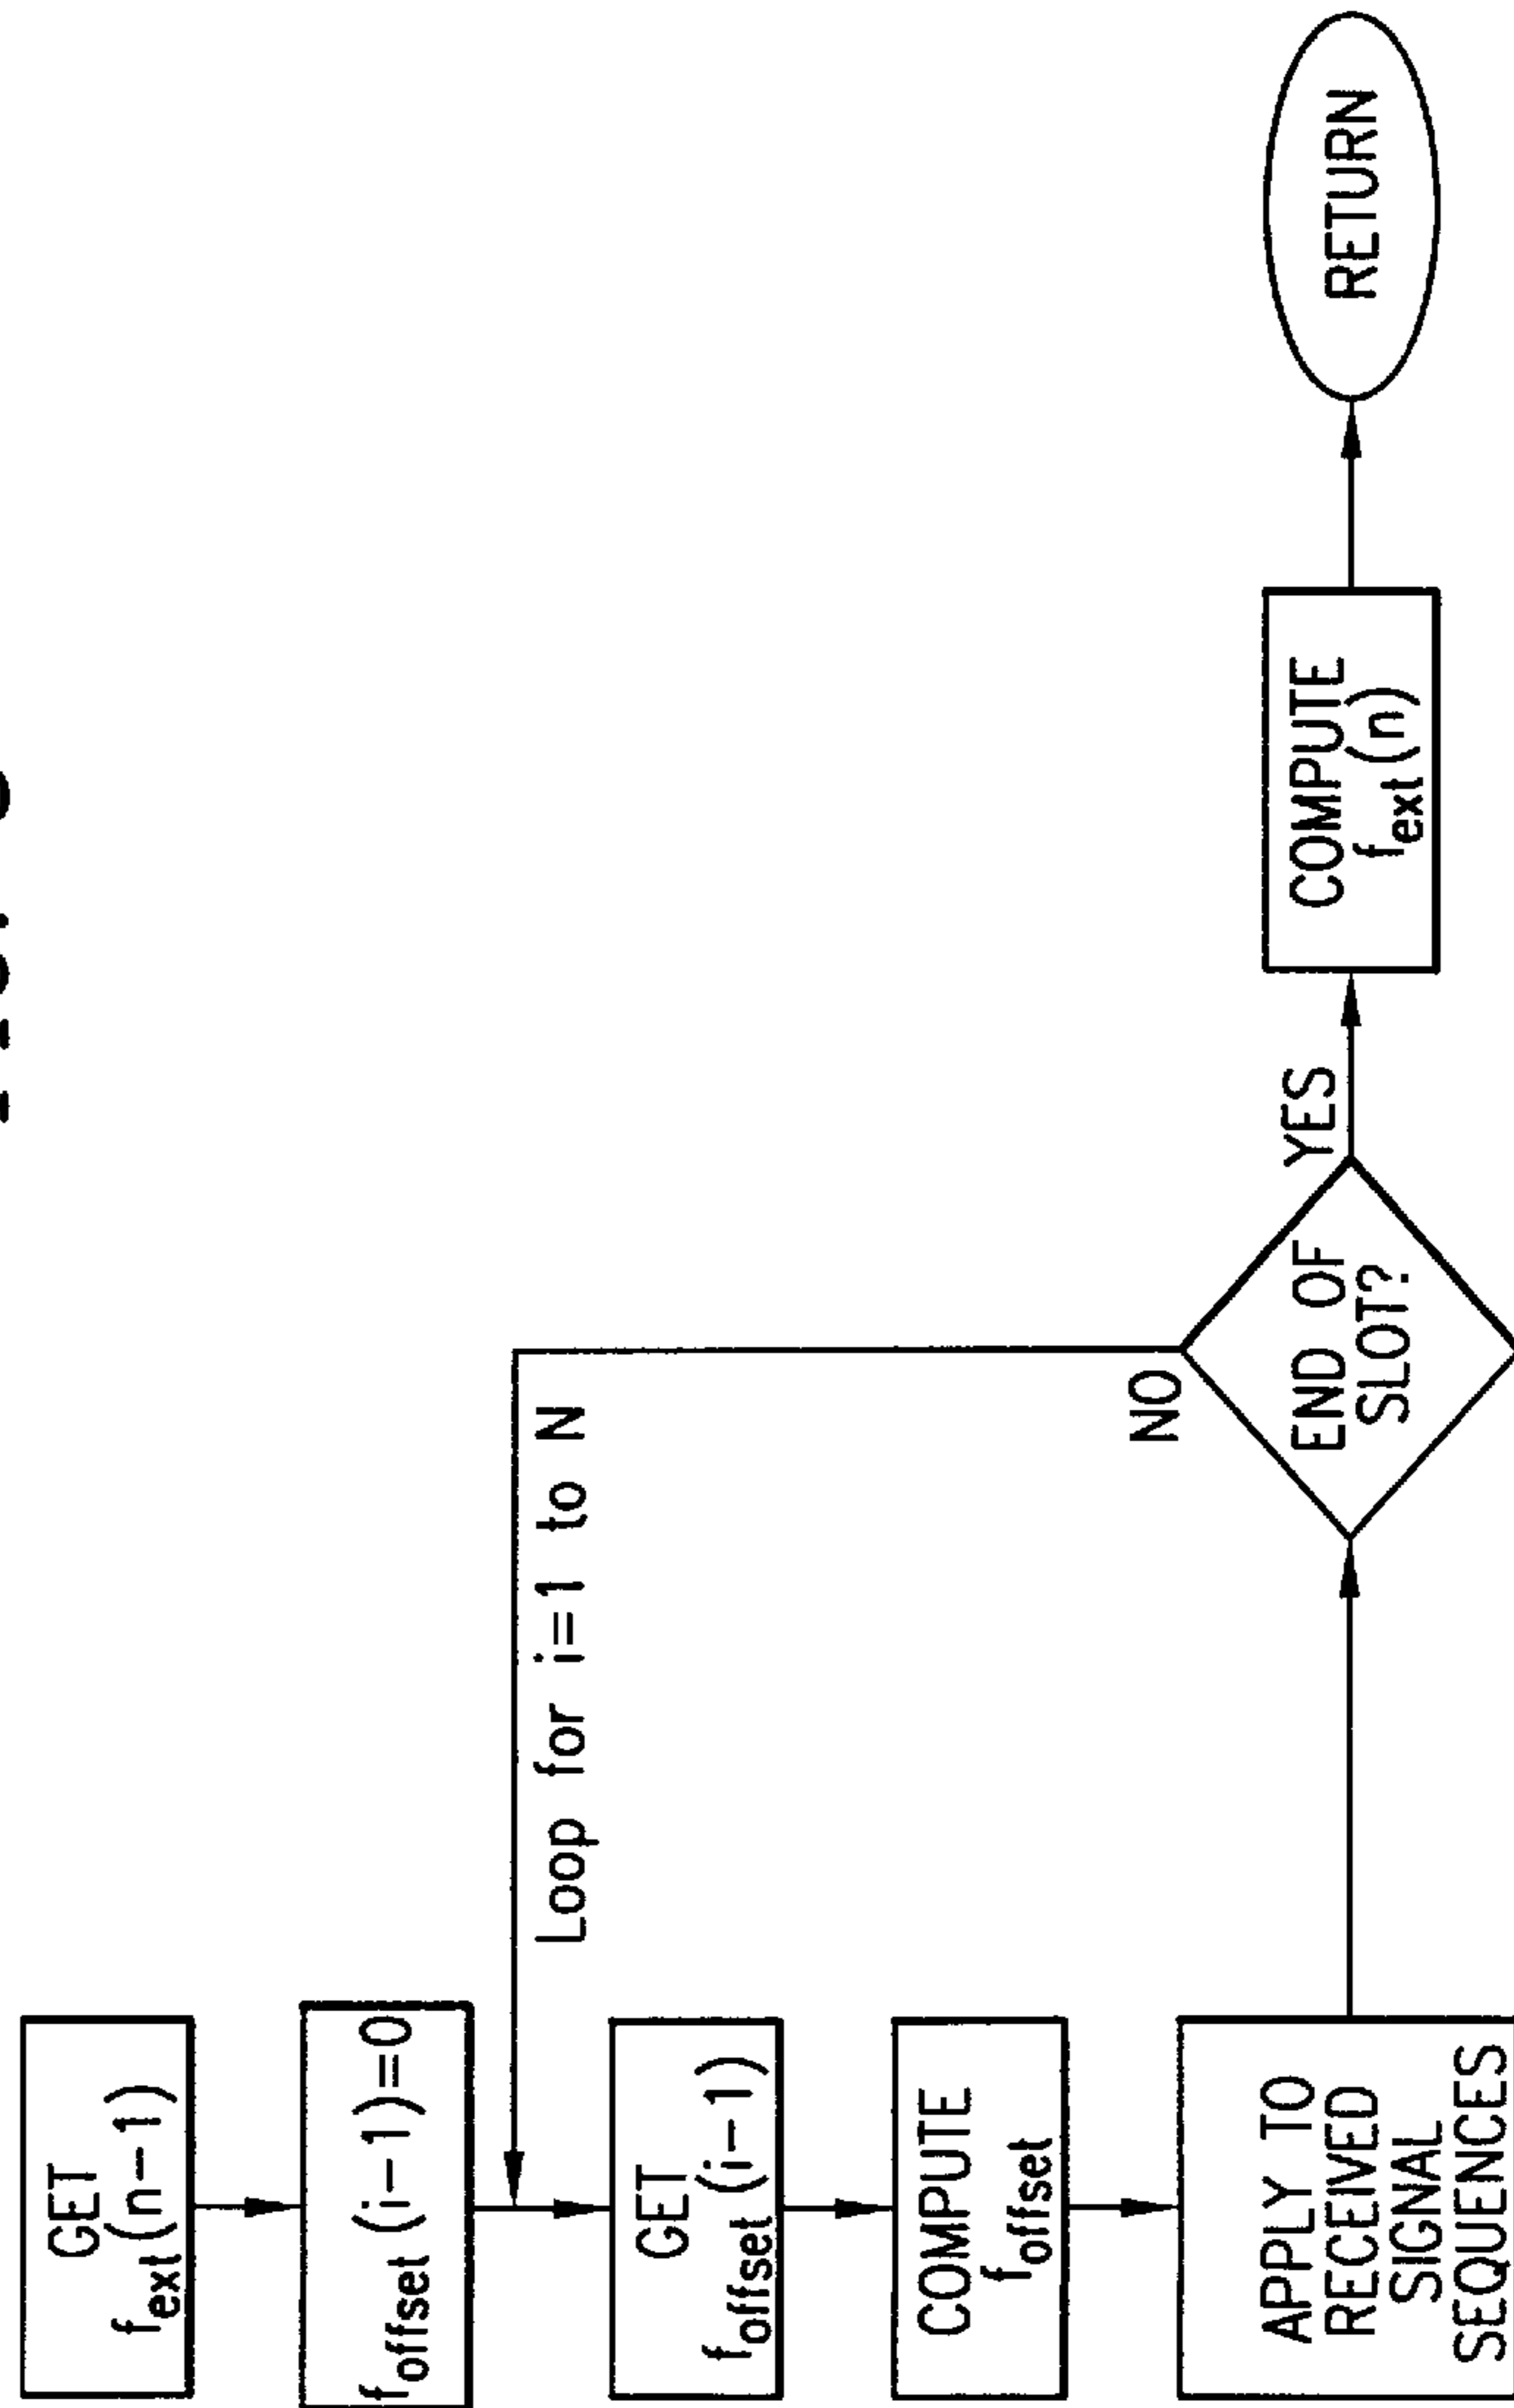 GET
f_ext(n-1)
f_offset (i-1)=0
Loop for i=1 to N
GET
f_offset (i-1)
COMPUTE
f_offset
APPLY TO
RECEIVED
SIGNAL
SEQUENCES
END OF
SLOT?
NO
YES
COMPUTE
f_ext(n)
RETURN